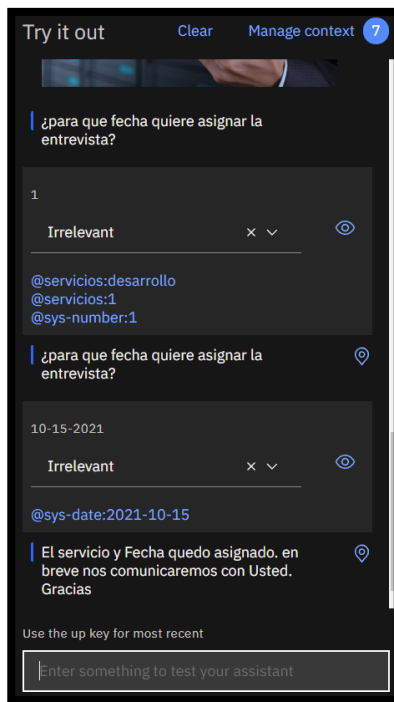 Try it out Clear Manage context 7
¿para que fecha quiere asignar la
entrevista?
1
Irrelevant
@servicios:desarrollo
@servicios:1
@sys-number:1
¿para que fecha quiere asignar la
entrevista?
10-15-2021
Irrelevant
@sys-date:2021-10-15
El servicio y Fecha quedo asignado. en
breve nos comunicaremos con Usted.
Gracias
Use the up key for most recent
Enter something to test your assistant